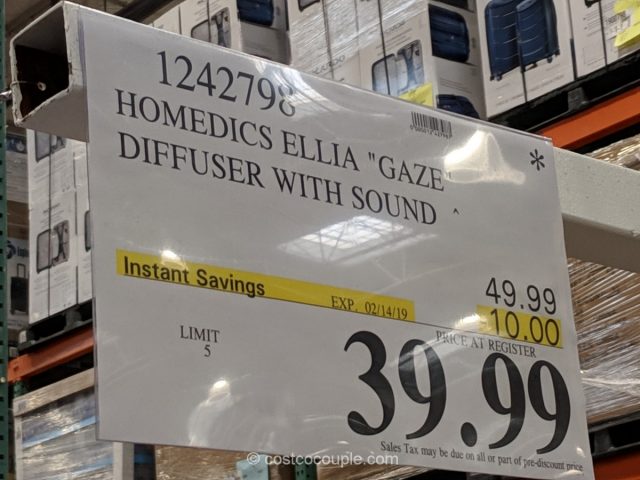 1242798
HOMEDICS ELLIA "GAZE"
DIFFUSER WITH SOUND
*
Instant Savings EXP. 02/14/19
49.99
10.00
PRICE AT REGISTER
LIMIT
5
39.99
Sales Tax may be due on all or part of pre-discount price
© costcocouple.com